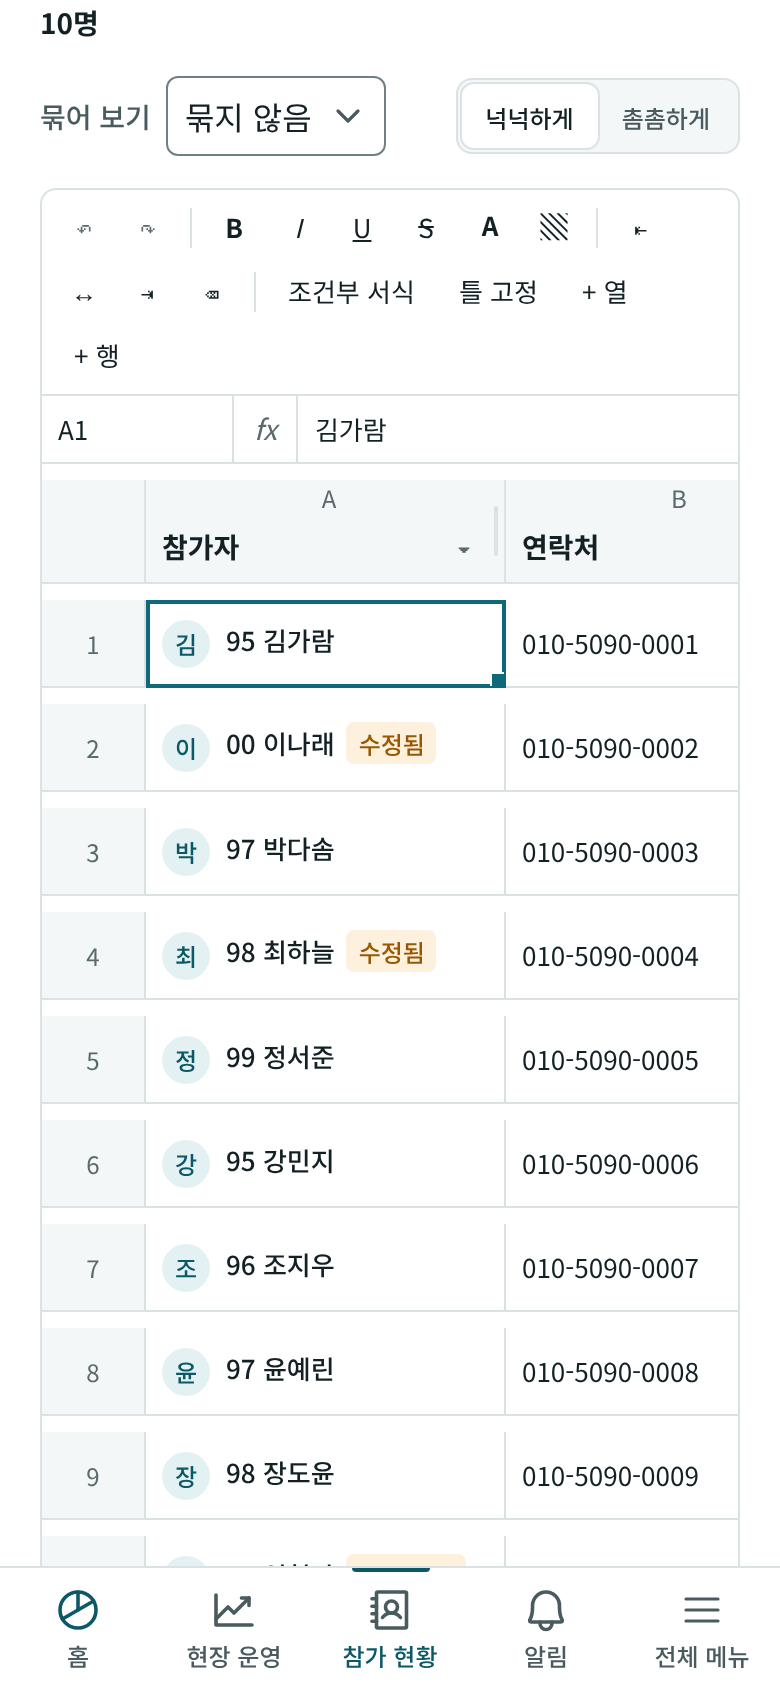 10명
묶어 보기 묶지 않음 넉넉하게 촘촘하게
↶ ↷ B I U S A ⇤
↔ ⇥ ⌫ 조건부 서식 틀 고정 + 열
+ 행
A1 fx 김가람
A B
참가자 연락처
1 김 95 김가람 010-5090-0001
2 이 00 이나래 수정됨 010-5090-0002
3 박 97 박다솜 010-5090-0003
4 최 98 최하늘 수정됨 010-5090-0004
5 정 99 정서준 010-5090-0005
6 강 95 강민지 010-5090-0006
7 조 96 조지우 010-5090-0007
8 윤 97 윤예린 010-5090-0008
9 장 98 장도윤 010-5090-0009
홈 현장 운영 참가 현황 알림 전체 메뉴